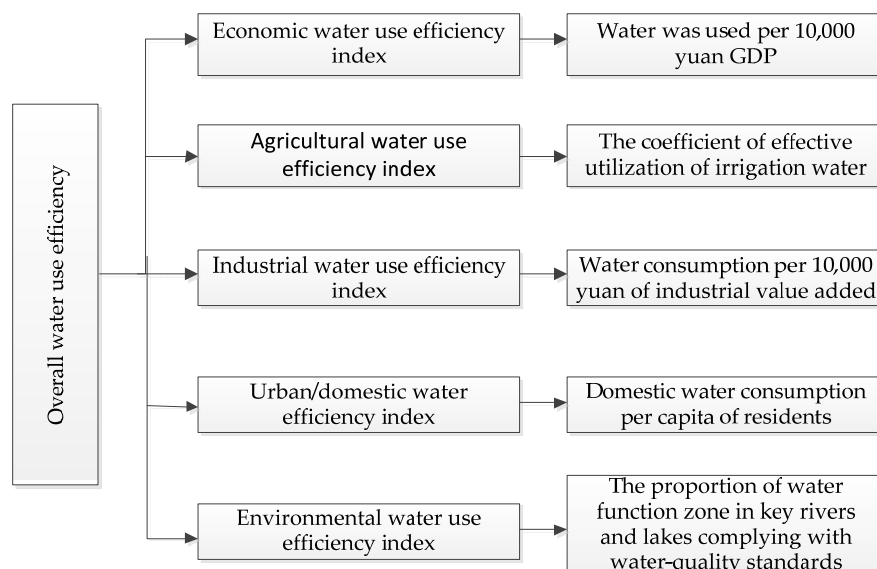 Overall water use efficiency
Economic water use efficiency
index
Water was used per 10,000
yuan GDP
Agricultural water use
efficiency index
The coefficient of effective
utilization of irrigation water
Industrial water use efficiency
index
Water consumption per 10,000
yuan of industrial value added
Urban/domestic water
efficiency index
Domestic water consumption
per capita of residents
Environmental water use
efficiency index
The proportion of water
function zone in key rivers
and lakes complying with
water-quality standards